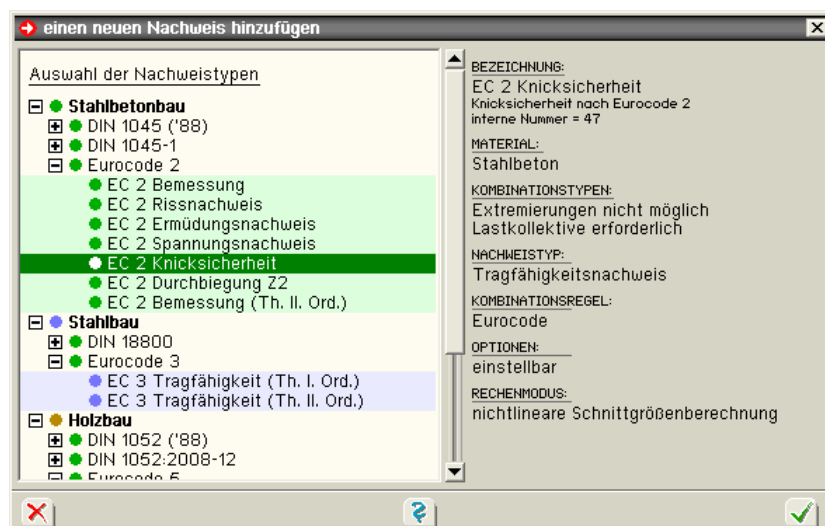 einen neuen Nachweis hinzufügen
Auswahl der Nachweistypen
Stahlbetonbau
DIN 1045 ('88)
DIN 1045-1
Eurocode 2
EC 2 Bemessung
EC 2 Rissnachweis
EC 2 Ermüdungsnachweis
EC 2 Spannungsnachweis
EC 2 Knicksicherheit
EC 2 Durchbiegung Z2
EC 2 Bemessung (Th. II. Ord.)
Stahlbau
DIN 18800
Eurocode 3
EC 3 Tragfähigkeit (Th. I. Ord.)
EC 3 Tragfähigkeit (Th. II. Ord.)
Holzbau
DIN 1052 ('88)
DIN 1052:2008-12
Eurocode 5
BEZEICHNUNG:
EC 2 Knicksicherheit
Knicksicherheit nach Eurocode 2
interne Nummer = 47
MATERIAL:
Stahlbeton
KOMBINATIONSTYPEN:
Extremierungen nicht möglich
Lastkollektive erforderlich
NACHWEISTYP:
Tragfähigkeitsnachweis
KOMBINATIONSREGEL:
Eurocode
OPTIONEN:
einstellbar
RECHENMODUS:
nichtlineare Schnittgrößenberechnung